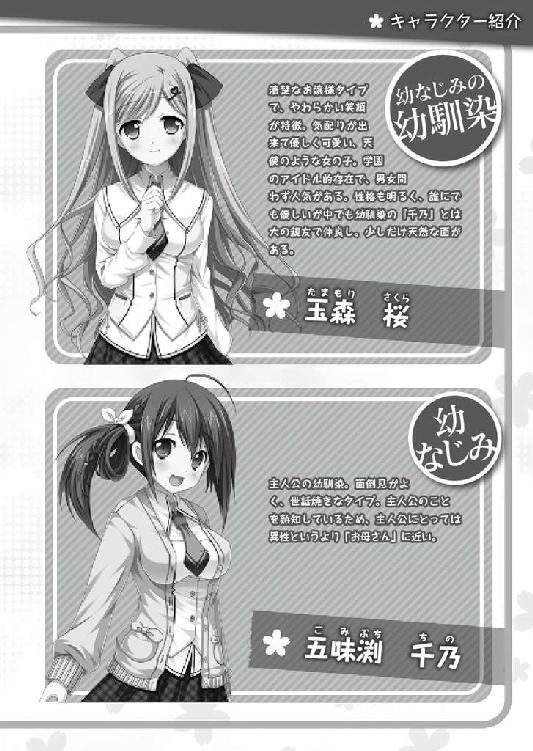 キャラクター紹介
幼なじみの
幼馴染
清楚なお嬢様タイプ
で、やわらかい笑顔
が特徴。気配りが出
来て優しく可愛い、天
使のような女の子。学園
のアイドル的存在で、男女問
わず人気がある。性格も明るく、誰にで
も優しいが中でも幼馴染の『千乃』とは
大の親友で仲良し。少しだけ天然な面が
ある。
たまもり さくら
玉森 桜
幼
なじみ
主人公の幼馴染。面倒見がよ
く、世話焼きなタイプ。主人公のこと
を熟知しているため、主人公にとっては
異性というより『お母さん』に近い。
ごみぶち ちの
五味渕 千乃